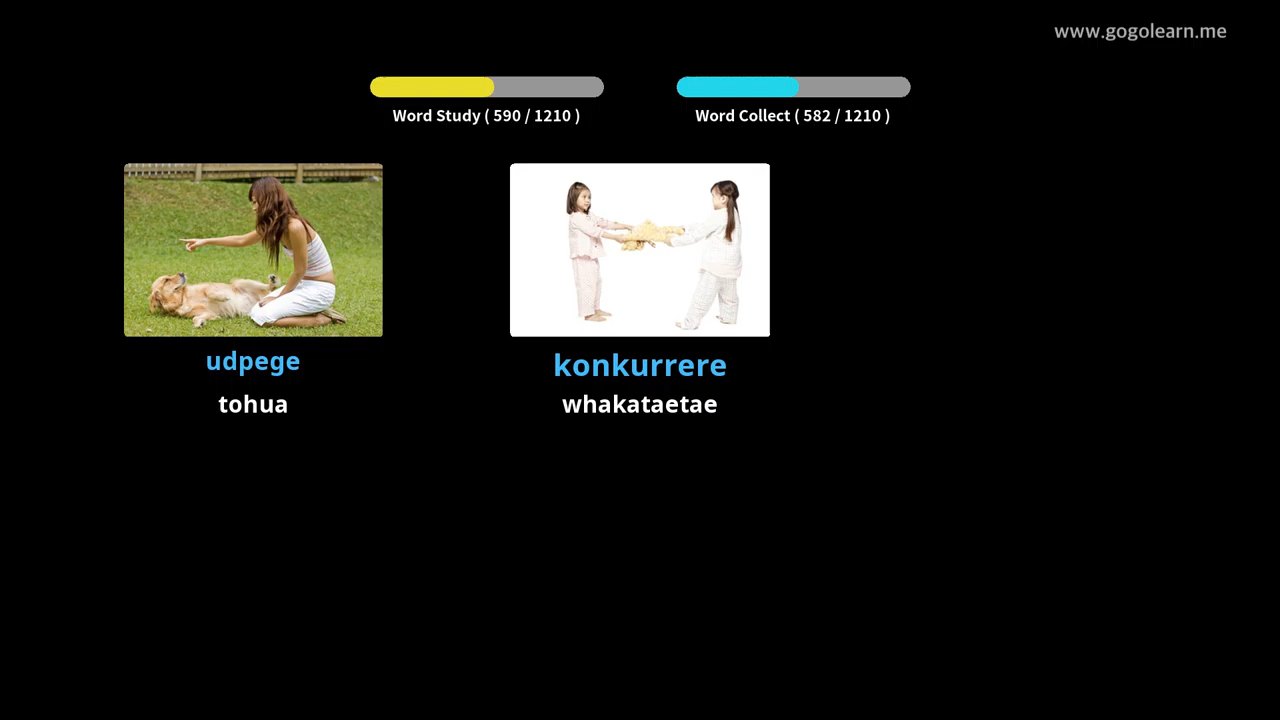 www.gogolearn.me
Word Study ( 590 / 1210 )
Word Collect ( 582 / 1210 )
udpege
konkurrere
tohua
whakataetae